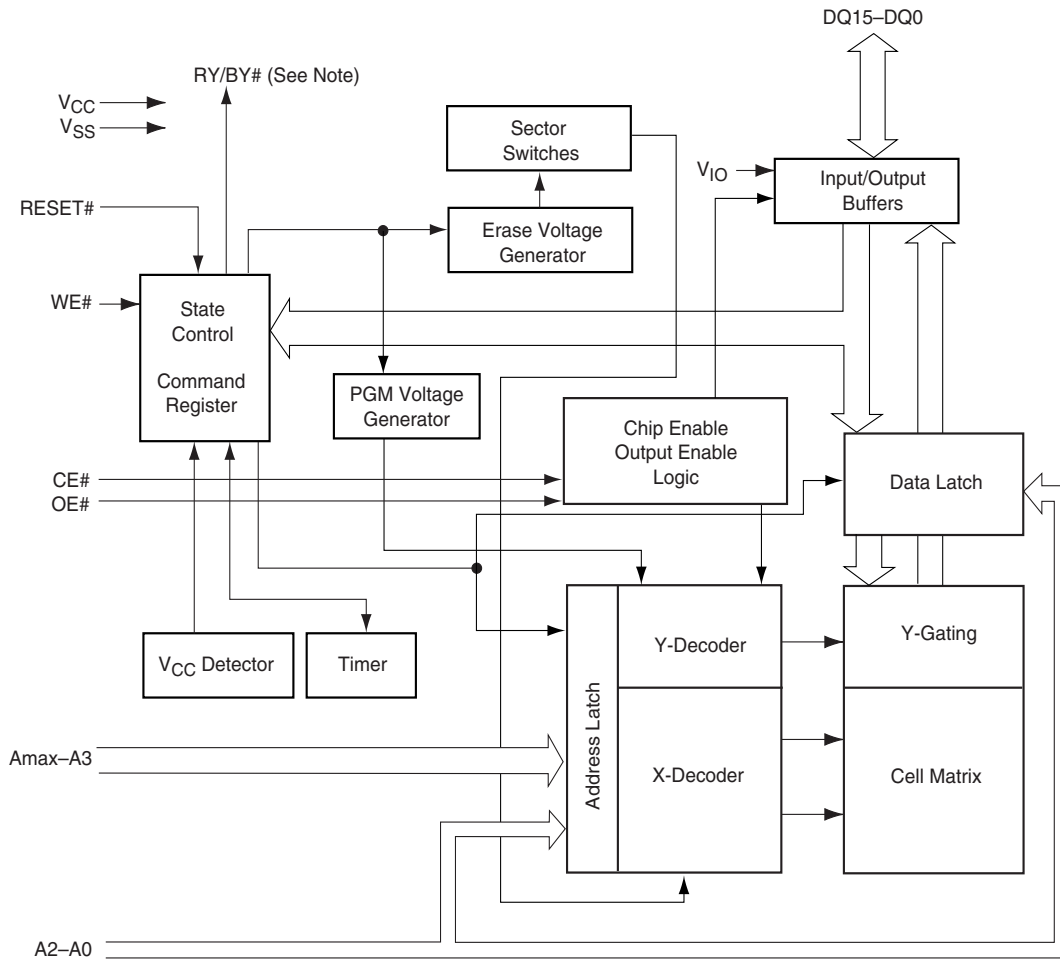 DQ15–DQ0
RY/BY# (See Note)
VCC
VSS
Sector
Switches
VIO
Input/Output
Buffers
RESET#
Erase Voltage
Generator
WE#
State
Control
Command
Register
PGM Voltage
Generator
Chip Enable
Output Enable
Logic
CE#
OE#
Data Latch
VCC Detector
Timer
Address Latch
Y-Decoder
Y-Gating
Amax–A3
X-Decoder
Cell Matrix
A2–A0